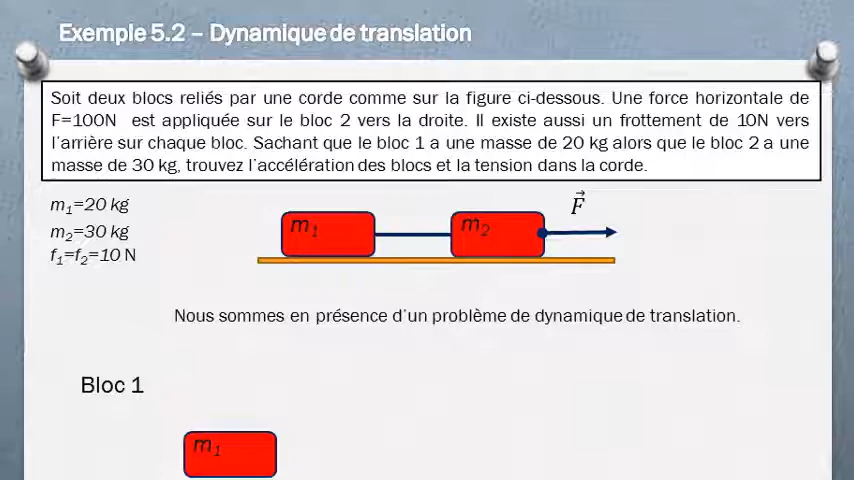 Exemple 5.2 – Dynamique de translation
Soit deux blocs reliés par une corde comme sur la figure ci-dessous. Une force horizontale de
F=100N est appliquée sur le bloc 2 vers la droite. Il existe aussi un frottement de 10N vers
l'arrière sur chaque bloc. Sachant que le bloc 1 a une masse de 20 kg alors que le bloc 2 a une
masse de 30 kg, trouvez l'accélération des blocs et la tension dans la corde.
m₁=20 kg
m₂=30 kg
f₁=f₂=10 N
m₁
m₂
F⃗
Nous sommes en présence d'un problème de dynamique de translation.
Bloc 1
m₁